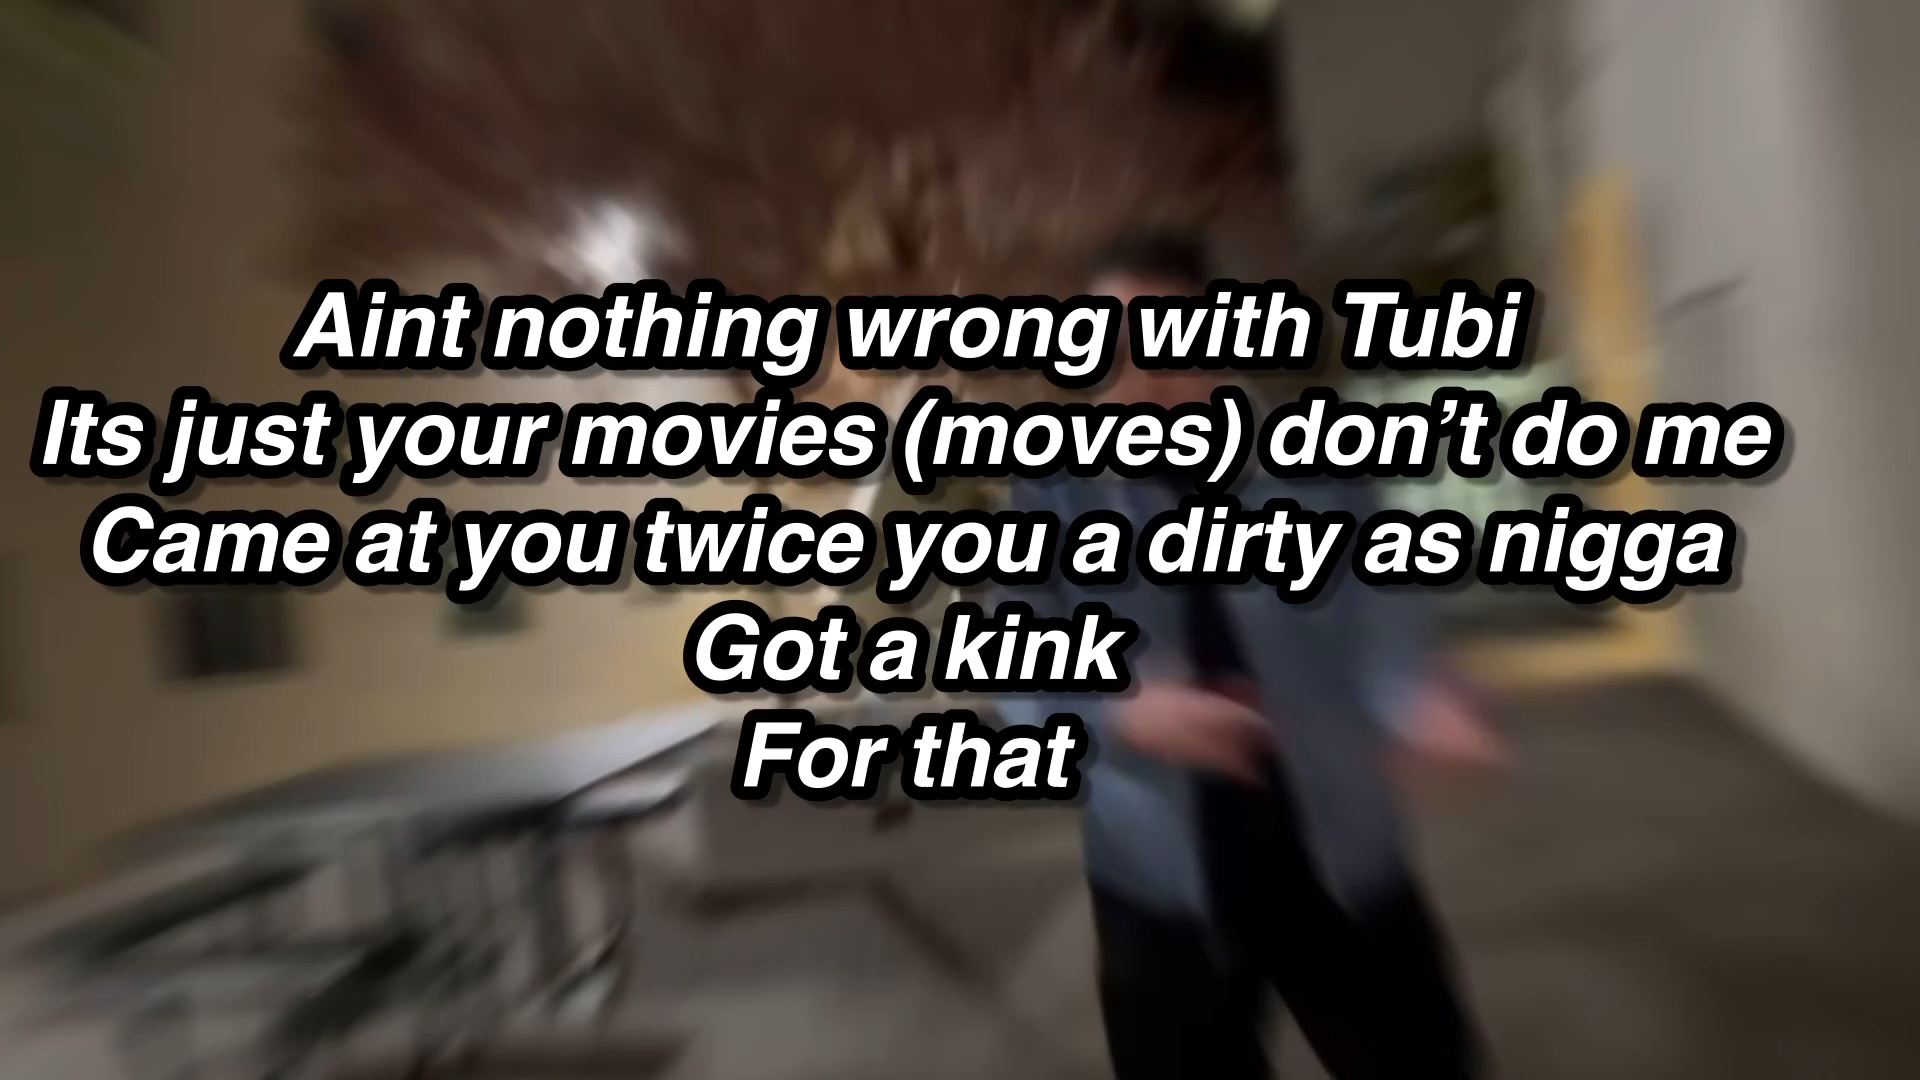 Aint nothing wrong with Tubi
Its just your movies (moves) don’t do me
Came at you twice you a dirty as nigga
Got a kink
For that